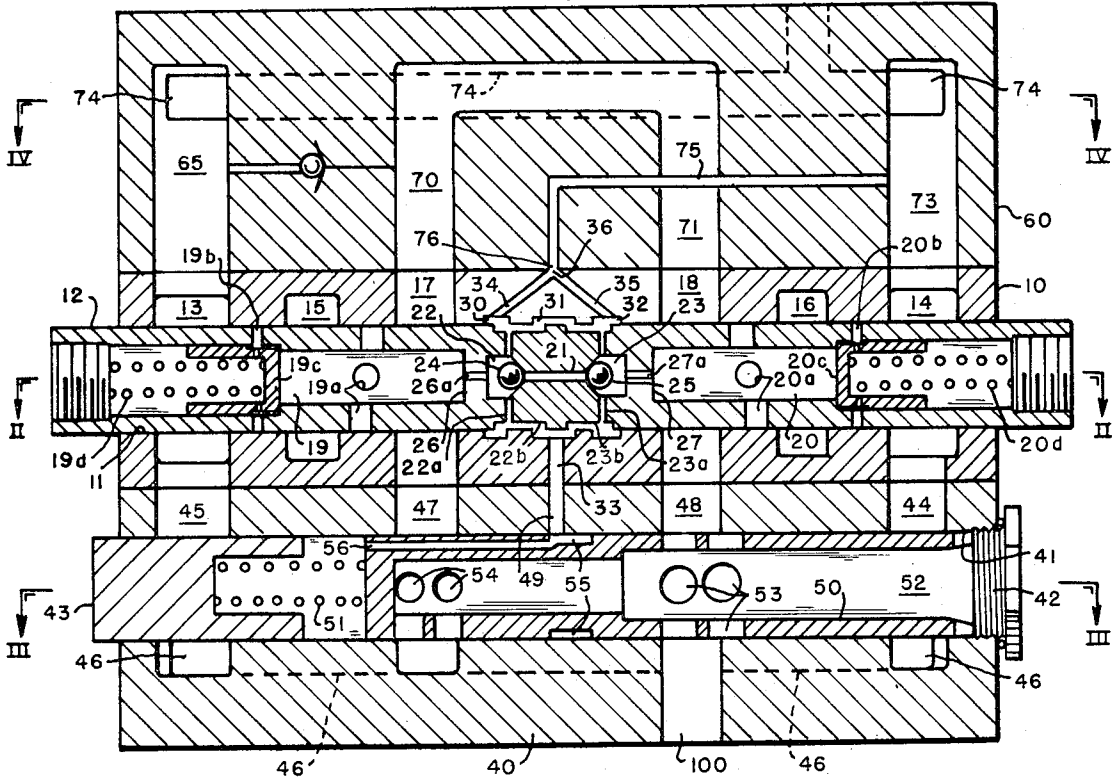 74 74 74
IV IV
65 75
70 71 73
60
76 36
19b 20b
34 35
12 17 18 10
13 15 22 30 31 32 23 16 14
24 21 27a
19c 19a 26a 25 20a 20c
II II
19 26 27 20
19d 22a 22b 23b 23a 20d
11
33
45 47 48 44
56
49 55 41
54 53 50 52
43 51 42
III III
46 55 46
46 40 100 46